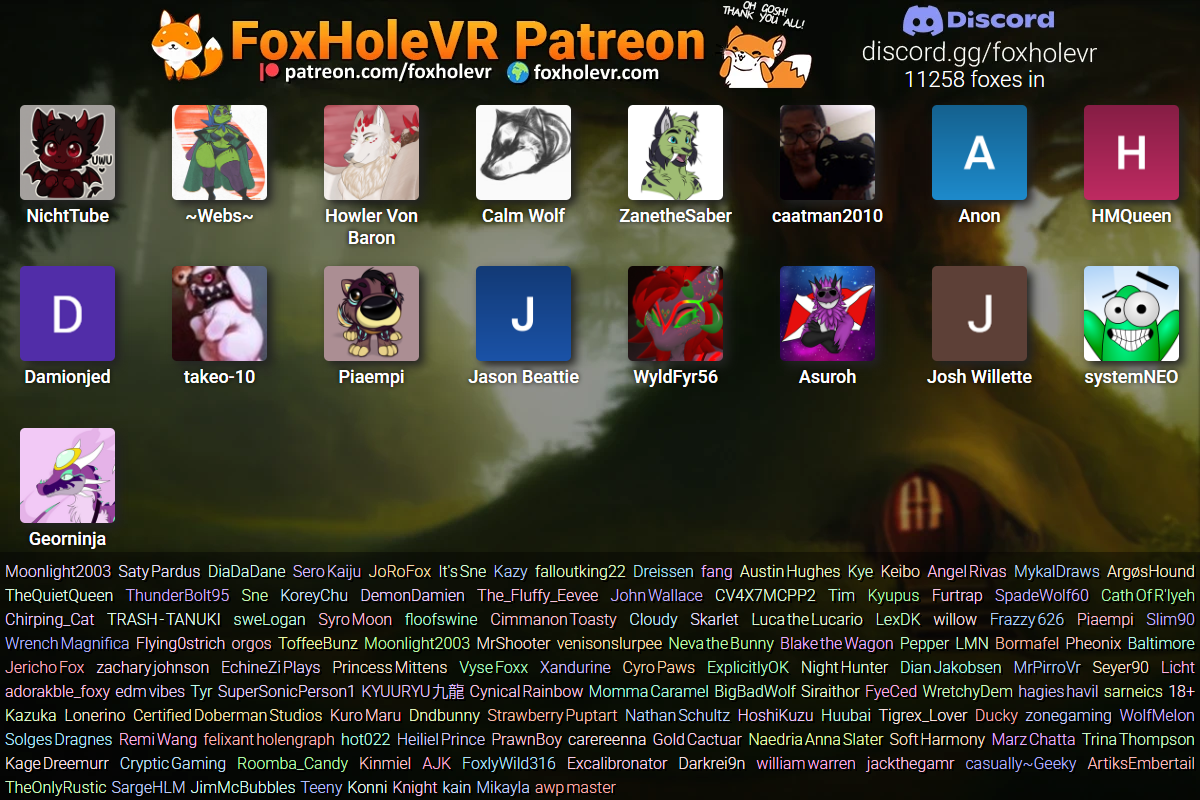 FoxHoleVR Patreon
patreon.com/foxholevr foxholevr.com
OH GOSH!
THANK YOU ALL!
Discord
discord.gg/foxholevr
11258 foxes in
UWU
A
H
NichtTube ~Webs~ Howler Von Calm Wolf ZanetheSaber caatman2010 Anon HMQueen
Baron
D
J
J
Damionjed takeo-10 Piaempi Jason Beattie WyldFyr56 Asuroh Josh Willette systemNEO
Georninja
Moonlight2003 Saty Pardus DiaDaDane Sero Kaiju JoRoFox It's Sne Kazy falloutking22 Dreissen fang Austin Hughes Kye Keibo Angel Rivas MykalDraws ArgøsHound
TheQuietQueen ThunderBolt95 Sne KoreyChu DemonDamien The_Fluffy_Eevee John Wallace CV4X7MCPP2 Tim Kyupus Furtrap SpadeWolf60 Cath Of R'lyeh
Chirping_Cat TRASH-TANUKI sweLogan Syro Moon floofswine Cimmanon Toasty Cloudy Skarlet Luca the Lucario LexDK willow Frazzy 626 Piaempi Slim90
Wrench Magnifica Flying0strich orgos ToffeeBunz Moonlight2003 MrShooter venisonslurpee Neva the Bunny Blake the Wagon Pepper LMN Bormafel Pheonix Baltimore
Jericho Fox zachary johnson EchineZi Plays Princess Mittens Vyse Foxx Xandurine Cyro Paws ExplicitlyOK Night Hunter Dian Jakobsen MrPirroVr Seyer90 Licht
adorakble_foxy edm vibes Tyr SuperSonicPerson1 KYUURYU 九龍 Cynical Rainbow Momma Caramel BigBadWolf Siraithor FyeCed WretchyDem hagies havil sarneics 18+
Kazuka Lonerino Certified Doberman Studios Kuro Maru Dndbunny Strawberry Puptart Nathan Schultz HoshiKuzu Huubai Tigrex_Lover Ducky zonegaming WolfMelon
Solges Dragnes Remi Wang felixant holengraph hot022 Heiliel Prince PrawnBoy carereenna Gold Cactuar Naedria Anna Slater Soft Harmony Marz Chatta Trina Thompson
Kage Dreemurr Cryptic Gaming Roomba_Candy Kinmiel AJK FoxlyWild316 Excalibronator Darkrei9n william warren jackthegamr casually~Geeky ArtiksEmbertail
TheOnlyRustic SargeHLM JimMcBubbles Teeny Konni Knight kain Mikayla awp master